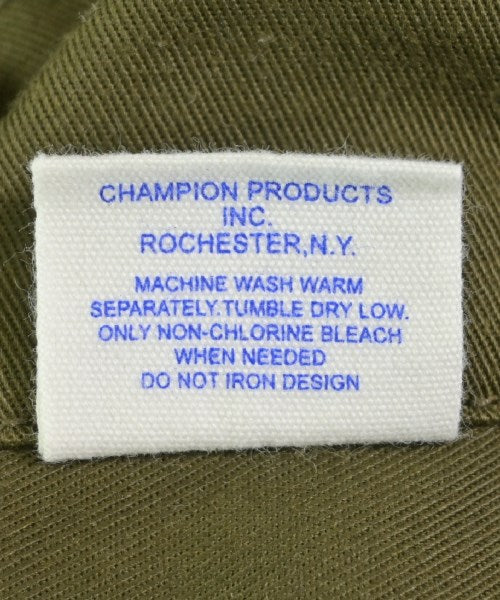 CHAMPION PRODUCTS
INC.
ROCHESTER,N.Y.
MACHINE WASH WARM
SEPARATELY.TUMBLE DRY LOW.
ONLY NON-CHLORINE BLEACH
WHEN NEEDED
DO NOT IRON DESIGN